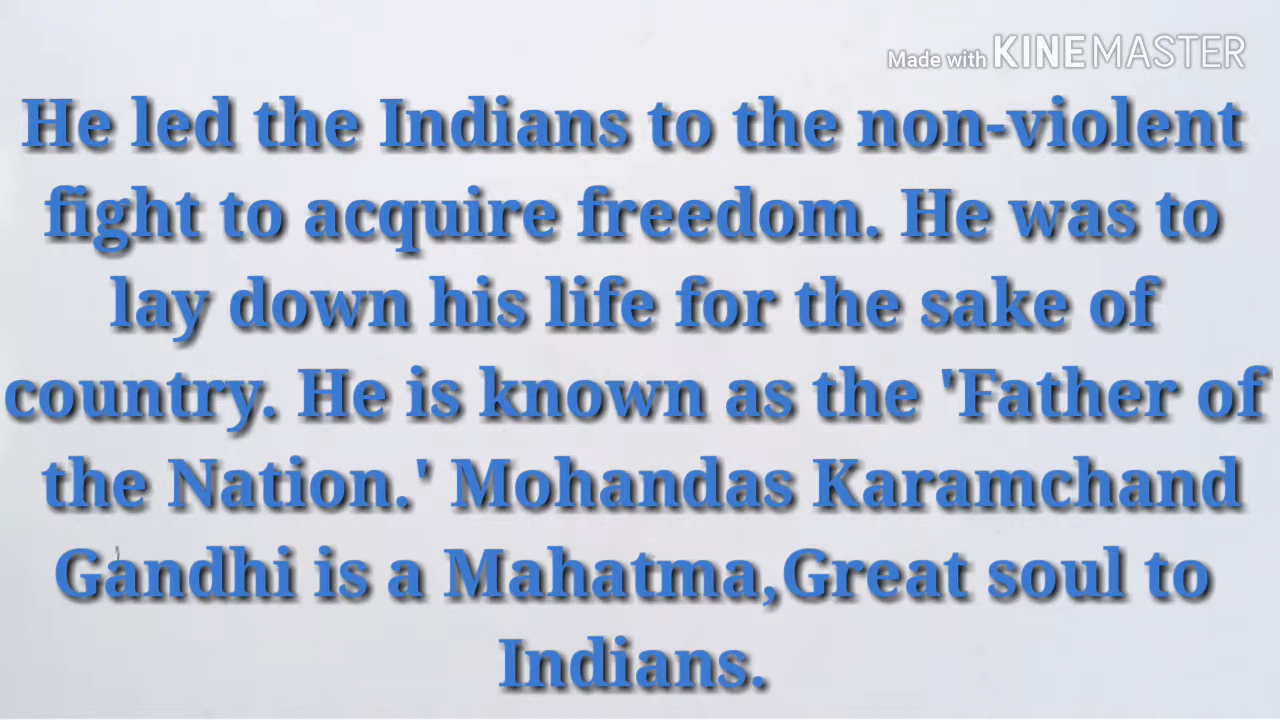 Made with KINEMASTER
He led the Indians to the non-violent
fight to acquire freedom. He was to
lay down his life for the sake of
country. He is known as the 'Father of
the Nation.' Mohandas Karamchand
Gandhi is a Mahatma,Great soul to
Indians.